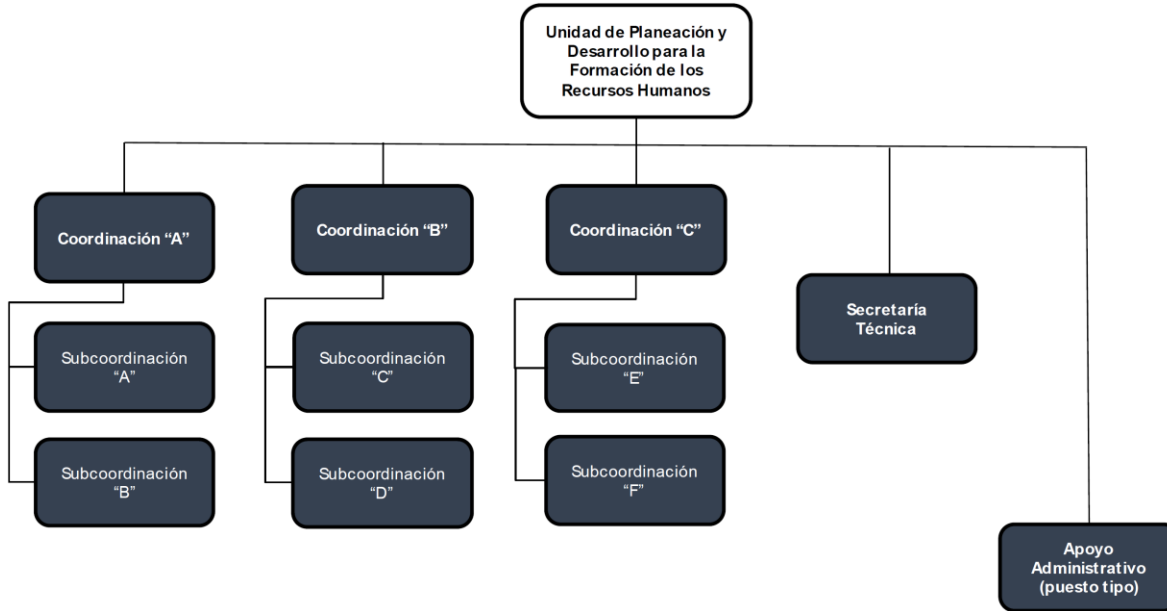 Unidad de Planeación y
Desarrollo para la
Formación de los
Recursos Humanos
Coordinación “A”
Coordinación “B”
Coordinación “C”
Secretaría
Técnica
Subcoordinación
“A”
Subcoordinación
“C”
Subcoordinación
“E”
Subcoordinación
“B”
Subcoordinación
“D”
Subcoordinación
“F”
Apoyo
Administrativo
(puesto tipo)